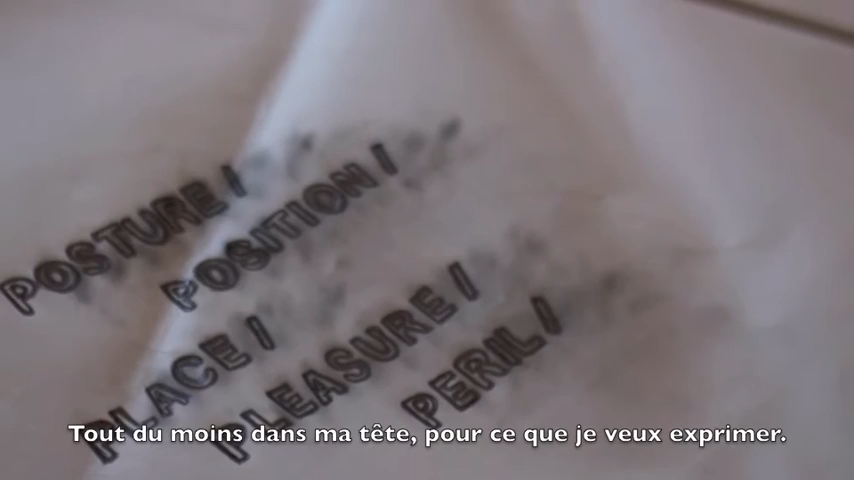 POSTURE /
POSITION /
PLACE /
PLEASURE /
PERIL /
Tout du moins dans ma tête, pour ce que je veux exprimer.